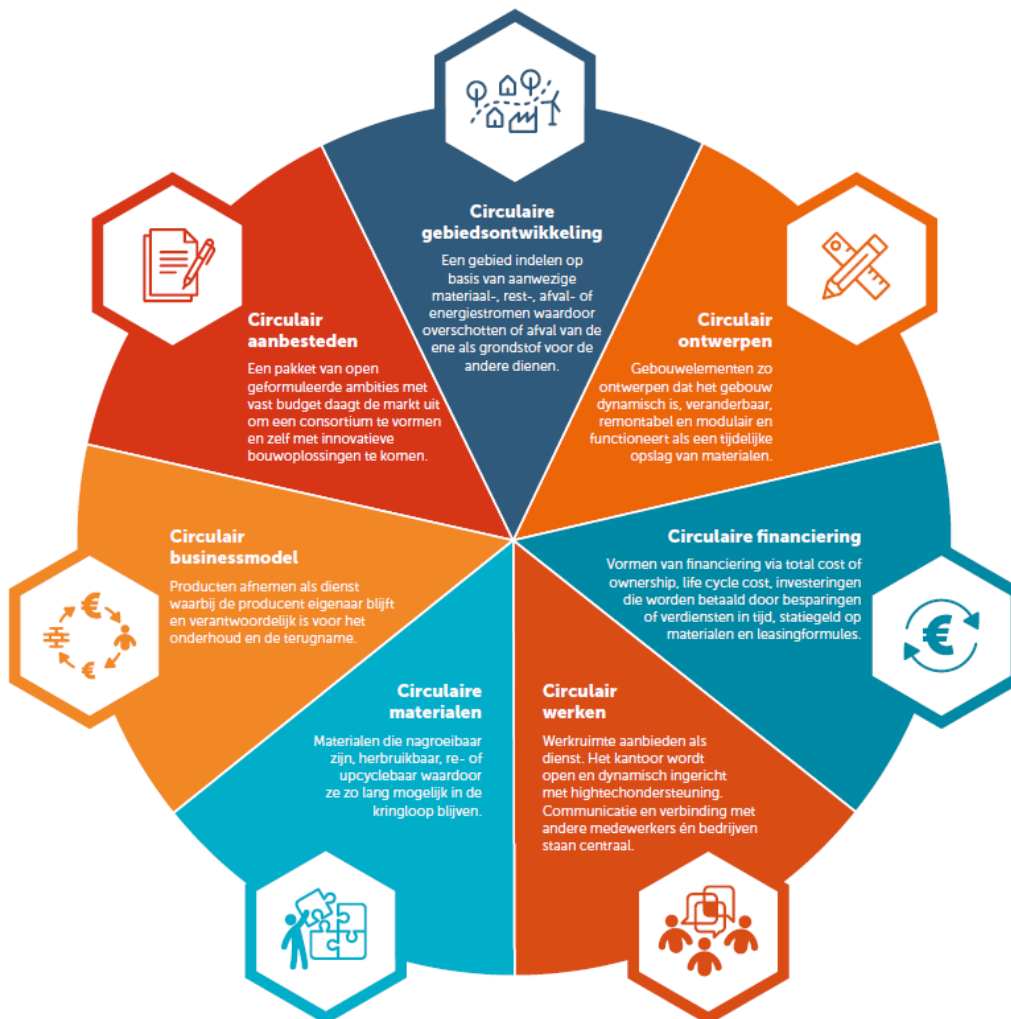 Circulaire
gebiedsontwikkeling
Een gebied indelen op
basis van aanwezige
materiaal-, rest-, afval- of
energiestromen waardoor
overschotten of afval van de
ene als grondstof voor de
andere dienen.
Circulair
ontwerpen
Gebouwelementen zo
ontwerpen dat het gebouw
dynamisch is, veranderbaar,
remontabel en modulair en
functioneert als een tijdelijke
opslag van materialen.
Circulaire financiering
Vormen van financiering via total cost of
ownership, life cycle cost, investeringen
die worden betaald door besparingen
of verdiensten in tijd, statiegeld op
materialen en leasingformules.
€
Circulair
werken
Werkruimte aanbieden als
dienst. Het kantoor wordt
open en dynamisch ingericht
met hightechondersteuning.
Communicatie en verbinding met
andere medewerkers én bedrijven
staan centraal.
Circulaire
materialen
Materialen die nagroeibaar
zijn, herbruikbaar, re- of
upcyclebaar waardoor
ze zo lang mogelijk in de
kringloop blijven.
Circulair
businessmodel
Producten afnemen als dienst
waarbij de producent eigenaar blijft
en verantwoordelijk is voor het
onderhoud en de terugname.
€
€
Circulair
aanbesteden
Een pakket van open
geformuleerde ambities met
vast budget daagt de markt uit
om een consortium te vormen
en zelf met innovatieve
bouwoplossingen te komen.